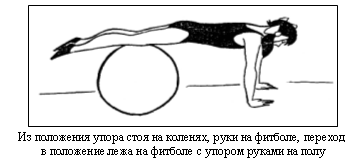 Из положения упора стоя на коленях, руки на фитболе, переход
в положение лежа на фитболе с упором руками на полу